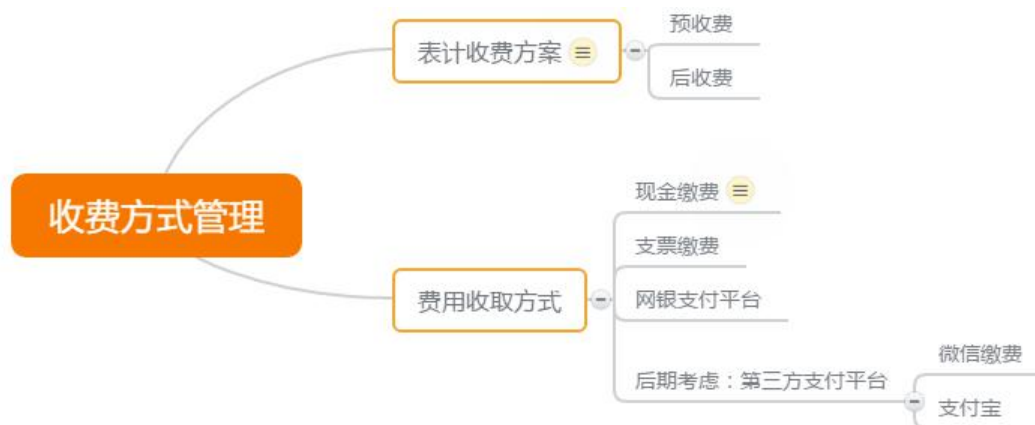 收费方式管理
表计收费方案
预收费
后收费
费用收取方式
现金缴费
支票缴费
网银支付平台
后期考虑：第三方支付平台
微信缴费
支付宝